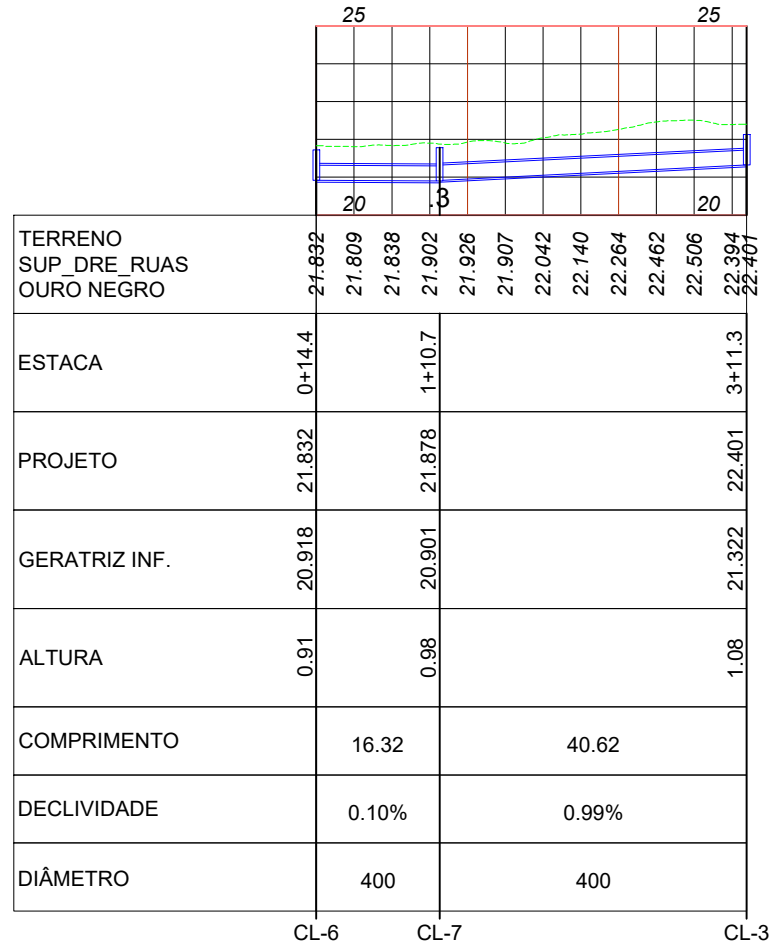 25 25
20 .3 20
TERRENO
SUP_DRE_RUAS
OURO NEGRO
21.832 21.809 21.838 21.902 21.926 21.907 22.042 22.140 22.264 22.462 22.506 22.394 22.401
ESTACA 0+14.4 1+10.7 3+11.3
PROJETO 21.832 21.878 22.401
GERATRIZ INF. 20.918 20.901 21.322
ALTURA 0.91 0.98 1.08
COMPRIMENTO 16.32 40.62
DECLIVIDADE 0.10% 0.99%
DIÂMETRO 400 400
CL-6 CL-7 CL-3